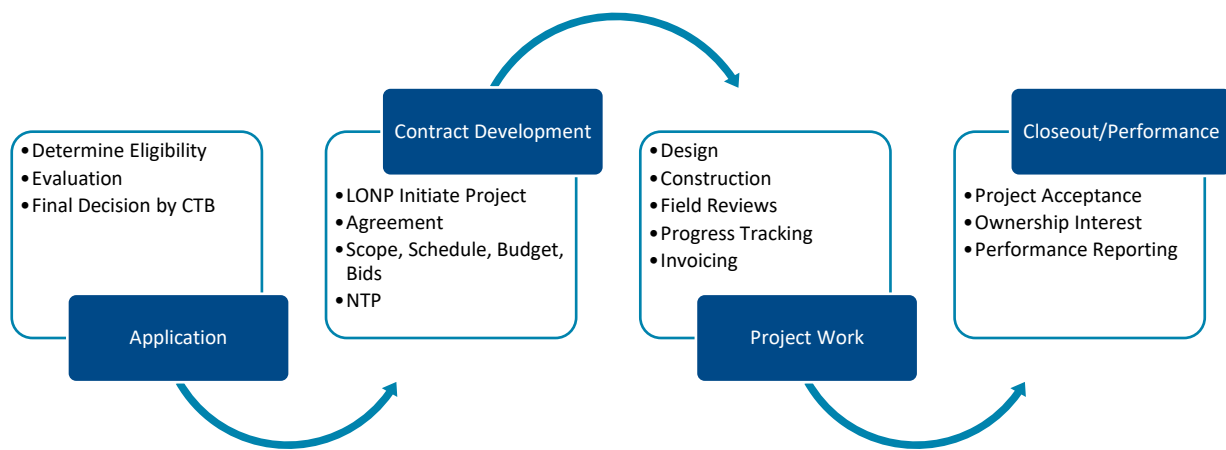 •Determine Eligibility
•Evaluation
•Final Decision by CTB
Application
Contract Development
•LONP Initiate Project
•Agreement
•Scope, Schedule, Budget,
Bids
•NTP
•Design
•Construction
•Field Reviews
•Progress Tracking
•Invoicing
Project Work
Closeout/Performance
•Project Acceptance
•Ownership Interest
•Performance Reporting